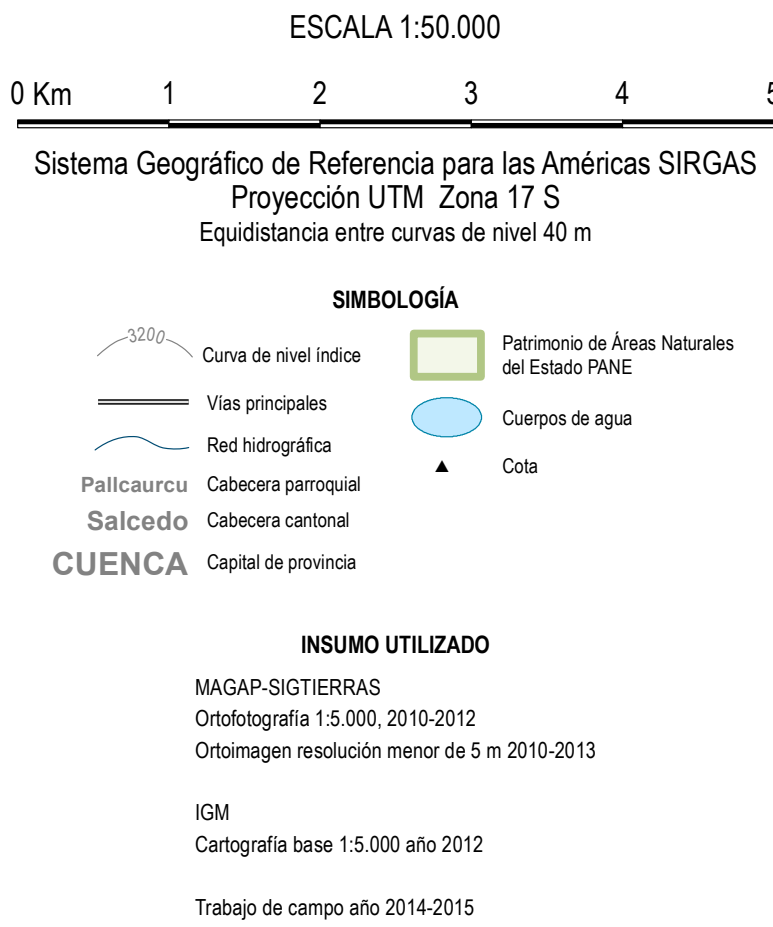 ESCALA 1:50.000
0 Km 1 2 3 4 5
Sistema Geográfico de Referencia para las Américas SIRGAS
Proyección UTM Zona 17 S
Equidistancia entre curvas de nivel 40 m
SIMBOLOGÍA
3200 Curva de nivel índice
Vías principales
Red hidrográfica
Pallcaurcu Cabecera parroquial
Salcedo Cabecera cantonal
CUENCA Capital de provincia
Patrimonio de Áreas Naturales
del Estado PANE
Cuerpos de agua
Cota
INSUMO UTILIZADO
MAGAP-SIGTIERRAS
Ortofotografía 1:5.000, 2010-2012
Ortoimagen resolución menor de 5 m 2010-2013
IGM
Cartografía base 1:5.000 año 2012
Trabajo de campo año 2014-2015